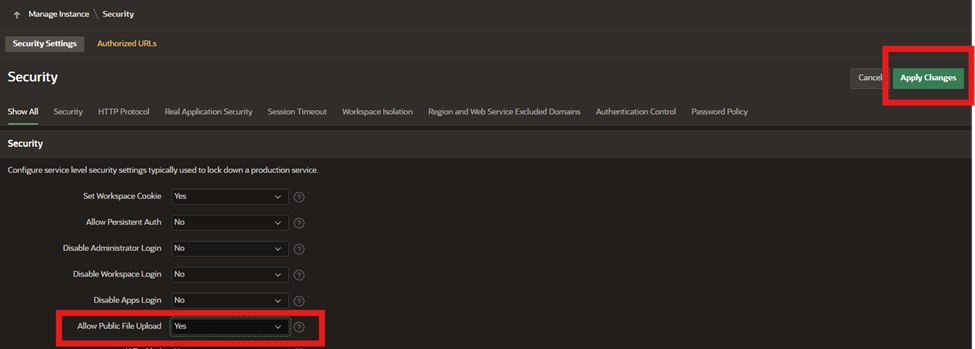 Manage Instance \ Security
Security Settings Authorized URLs
Security Cancel Apply Changes
Show All Security HTTP Protocol Real Application Security Session Timeout Workspace Isolation Region and Web Service Excluded Domains Authentication Control Password Policy
Security
Configure service level security settings typically used to lock down a production service.
Set Workspace Cookie Yes ?
Allow Persistent Auth No ?
Disable Administrator Login No ?
Disable Workspace Login No ?
Disable Apps Login No ?
Allow Public File Upload Yes ?